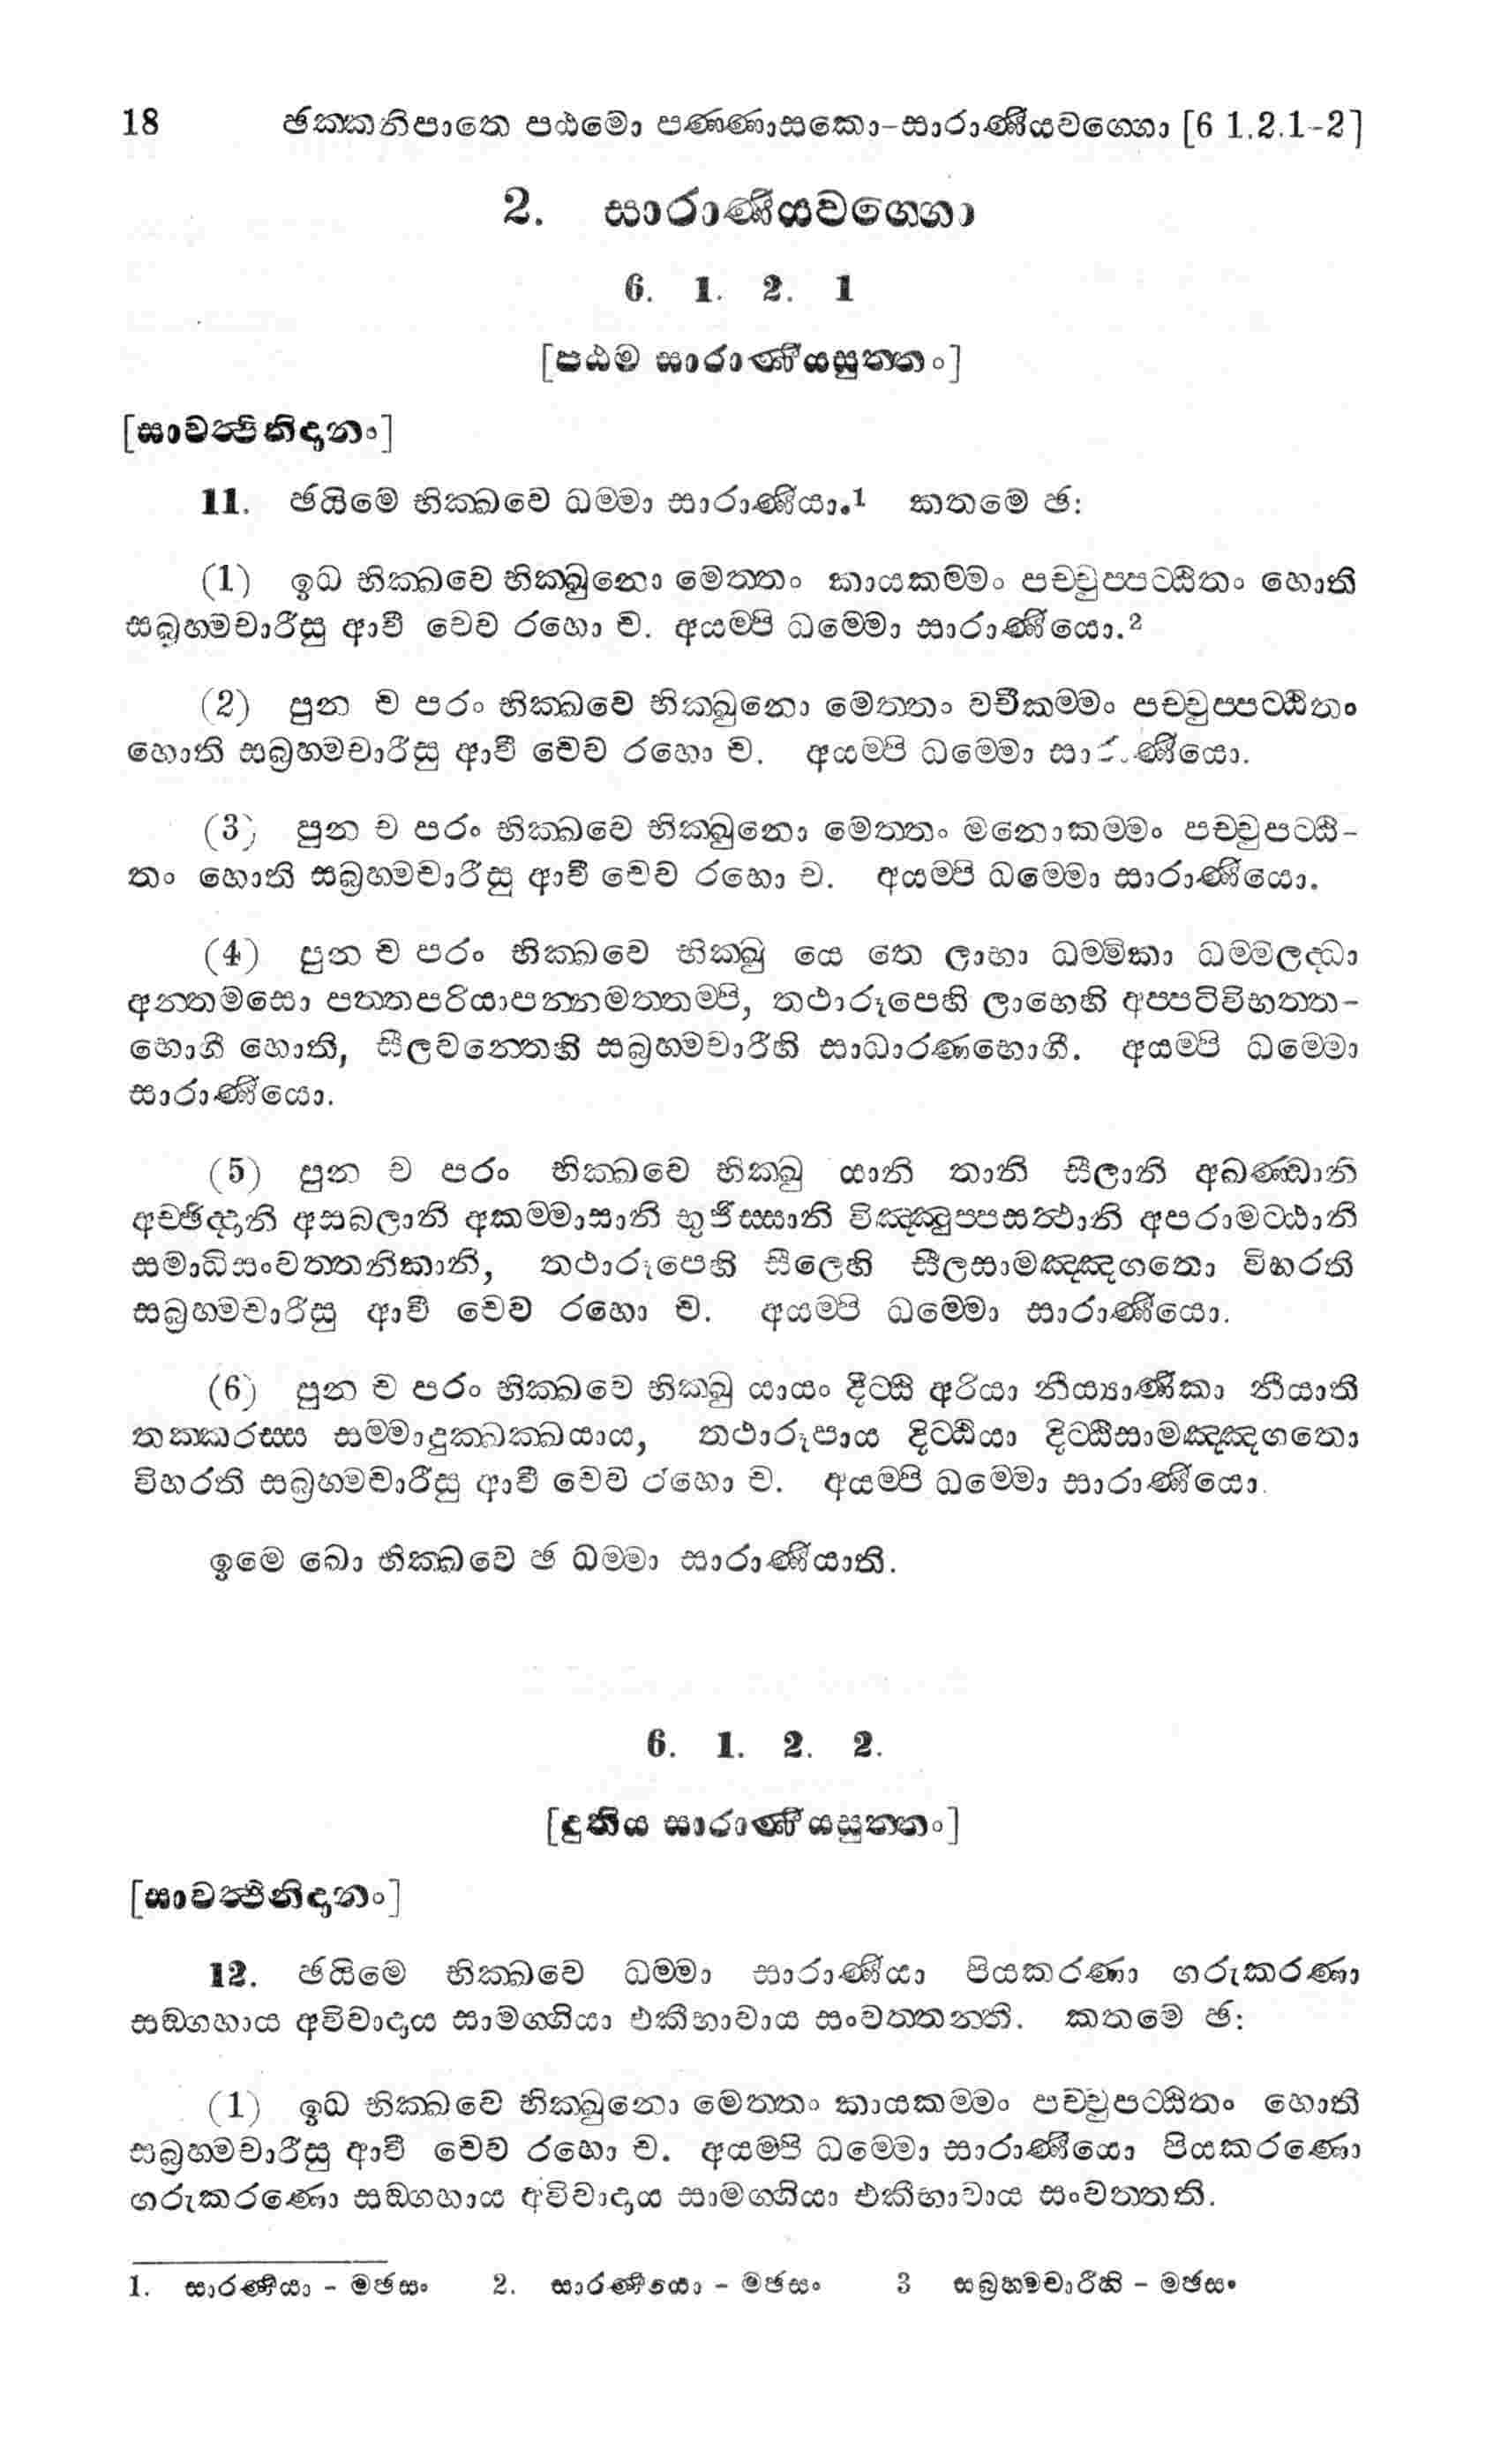 18 ඡක්කනිපාතො පඨමො පණ්ණාසකො-සාරාණීයවග්ගො [6 1.2.1-2]
2. සාරාණීයවග්ගො
6. 1. 2. 1
[පඨම සාරාණීයසුත්තං]
[සාවත්ථිනිදානං]
11. ඡයිමෙ භික්ඛවෙ ධම්මා සාරාණීයා.¹ කතමෙ ඡ:
(1) ඉධ භික්ඛවෙ භික්ඛුනො මෙත්තං කායකම්මං පච්චුප්පට්ඨිතං හොති
සබ්‍රහ්මචාරීසු ආවී චෙව රහො ච. අයම්පි ධම්මො සාරාණීයො.²
(2) පුන ච පරං භික්ඛවෙ භික්ඛුනො මෙත්තං වචීකම්මං පච්චුප්පට්ඨිතං
හොති සබ්‍රහ්මචාරීසු ආවී චෙව රහො ච. අයම්පි ධම්මො සාරාණීයො.
(3) පුන ච පරං භික්ඛවෙ භික්ඛුනො මෙත්තං මනොකම්මං පච්චුපට්ඨි-
තං හොති සබ්‍රහ්මචාරීසු ආවී චෙව රහො ච. අයම්පි ධම්මො සාරාණීයො.
(4) පුන ච පරං භික්ඛවෙ භික්ඛු යෙ තෙ ලාභා ධම්මිකා ධම්මලද්ධා
අන්තමසො පත්තපරියාපන්නමත්තම්පි, තථාරූපෙහි ලාභෙහි අප්පටිවිභත්ත-
භොගී හොති, සීලවන්තෙහි සබ්‍රහ්මචාරීහි සාධාරණභොගී. අයම්පි ධම්මො
සාරාණීයො.
(5) පුන ච පරං භික්ඛවෙ භික්ඛු යානි තානි සීලානි අඛණ්ඩානි
අච්ඡිද්දානි අසබලානි අකම්මාසානි භුජිස්සානි විඤ්ඤුප්පසත්ථානි අපරාමට්ඨානි
සමාධිසංවත්තනිකානි, තථාරූපෙහි සීලෙහි සීලසාමඤ්ඤගතො විහරති
සබ්‍රහ්මචාරීසු ආවී චෙව රහො ච. අයම්පි ධම්මො සාරාණීයො.
(6) පුන ච පරං භික්ඛවෙ භික්ඛු යායං දිට්ඨි අරියා නීය්‍යාණිකා නීයාති
තක්කරස්ස සම්මාදුක්ඛක්ඛයාය, තථාරූපාය දිට්ඨියා දිට්ඨිසාමඤ්ඤගතො
විහරති සබ්‍රහ්මචාරීසු ආවී චෙව රහො ච. අයම්පි ධම්මො සාරාණීයො.
ඉමෙ ඛො භික්ඛවෙ ඡ ධම්මා සාරාණීයාති.
6. 1. 2. 2.
[දුතිය සාරාණීයසුත්තං]
[සාවත්ථිනිදානං]
12. ඡයිමෙ භික්ඛවෙ ධම්මා සාරාණීයා පියකරණා ගරුකරණා
සඞ්ගහාය අවිවාදාය සාමග්ගියා එකීභාවාය සංවත්තන්ති. කතමෙ ඡ:
(1) ඉධ භික්ඛවෙ භික්ඛුනො මෙත්තං කායකම්මං පච්චුපට්ඨිතං හොති
සබ්‍රහ්මචාරීසු ආවී චෙව රහො ච. අයම්පි ධම්මො සාරාණීයො පියකරණො
ගරුකරණො සඞ්ගහාය අවිවාදාය සාමග්ගියා එකීභාවාය සංවත්තති.
1. සාරණීයා - මඡසං 2. සාරණීයො - මඡසං 3 සබ්‍රහ්මචාරීහි - මඡසං